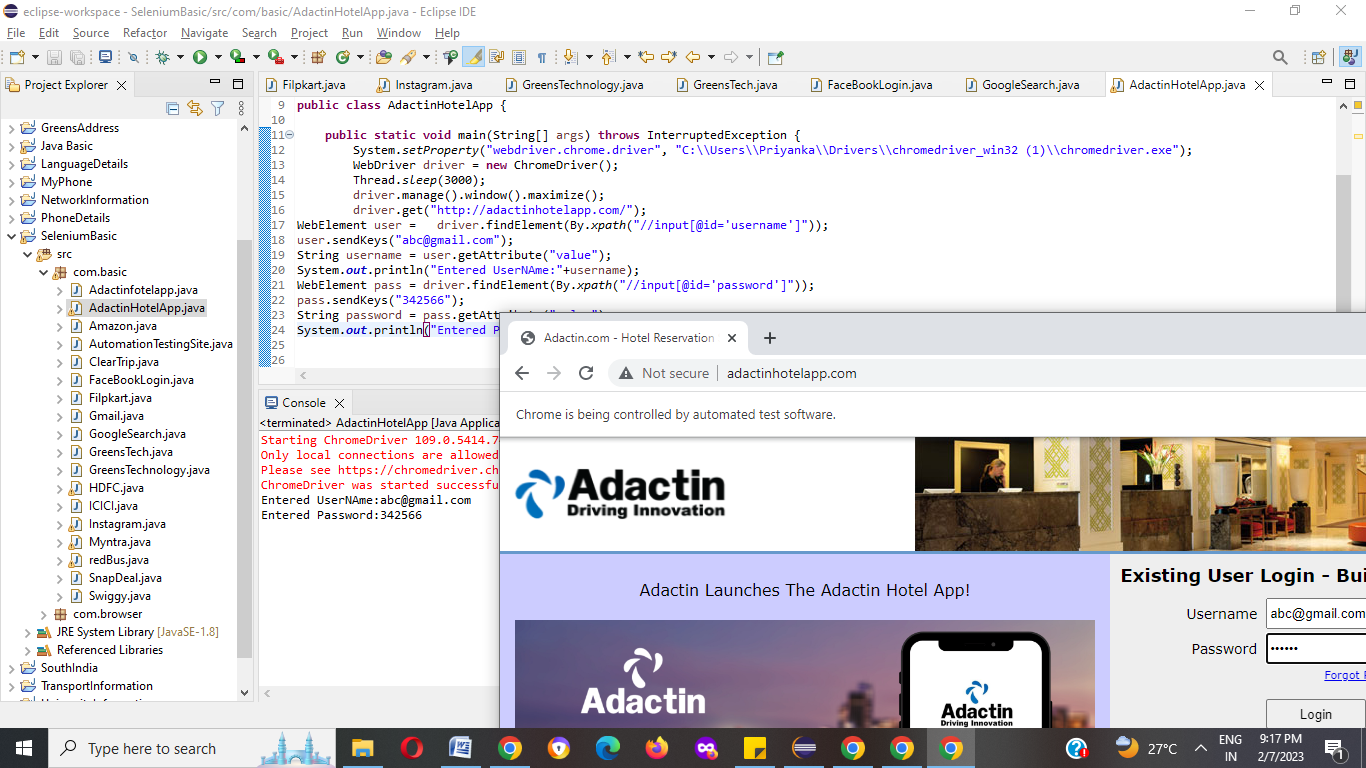 eclipse-workspace - SeleniumBasic/src/com/basic/AdactinHotelApp.java - Eclipse IDE
File Edit Source Refactor Navigate Search Project Run Window Help
Project Explorer
GreensAddress
Java Basic
LanguageDetails
MyPhone
NetworkInformation
PhoneDetails
SeleniumBasic
src
com.basic
Adactinfotelapp.java
AdactinHotelApp.java
Amazon.java
AutomationTestingSite.java
ClearTrip.java
FaceBookLogin.java
Filpkart.java
Gmail.java
GoogleSearch.java
GreensTech.java
GreensTechnology.java
HDFC.java
ICICI.java
Instagram.java
Myntra.java
redBus.java
SnapDeal.java
Swiggy.java
com.browser
JRE System Library [JavaSE-1.8]
Referenced Libraries
SouthIndia
TransportInformation
Filpkart.java Instagram.java GreensTechnology.java GreensTech.java FaceBookLogin.java GoogleSearch.java AdactinHotelApp.java
9 public class AdactinHotelApp {
10
11 public static void main(String[] args) throws InterruptedException {
12 System.setProperty("webdriver.chrome.driver", "C:\\Users\\Priyanka\\Drivers\\chromedriver_win32 (1)\\chromedriver.exe");
13 WebDriver driver = new ChromeDriver();
14 Thread.sleep(3000);
15 driver.manage().window().maximize();
16 driver.get("http://adactinhotelapp.com/");
17 WebElement user = driver.findElement(By.xpath("//input[@id='username']"));
18 user.sendKeys("abc@gmail.com");
19 String username = user.getAttribute("value");
20 System.out.println("Entered UserNAme:"+username);
21 WebElement pass = driver.findElement(By.xpath("//input[@id='password']"));
22 pass.sendKeys("342566");
23 String password = pass.getAt
24 System.out.println("Entered P
25
26
Console
<terminated> AdactinHotelApp [Java Applica
Starting ChromeDriver 109.0.5414.7
Only local connections are allowed
Please see https://chromedriver.ch
ChromeDriver was started successfu
Entered UserNAme:abc@gmail.com
Entered Password:342566
Adactin.com - Hotel Reservation
Not secure adactinhotelapp.com
Chrome is being controlled by automated test software.
Adactin
Driving Innovation
Adactin Launches The Adactin Hotel App!
Adactin
Adactin
Driving Innovation
Existing User Login - Bui
Username abc@gmail.com
Password ••••••
Forgot
Login
Type here to search
27°C
ENG
IN
9:17 PM
2/7/2023
1